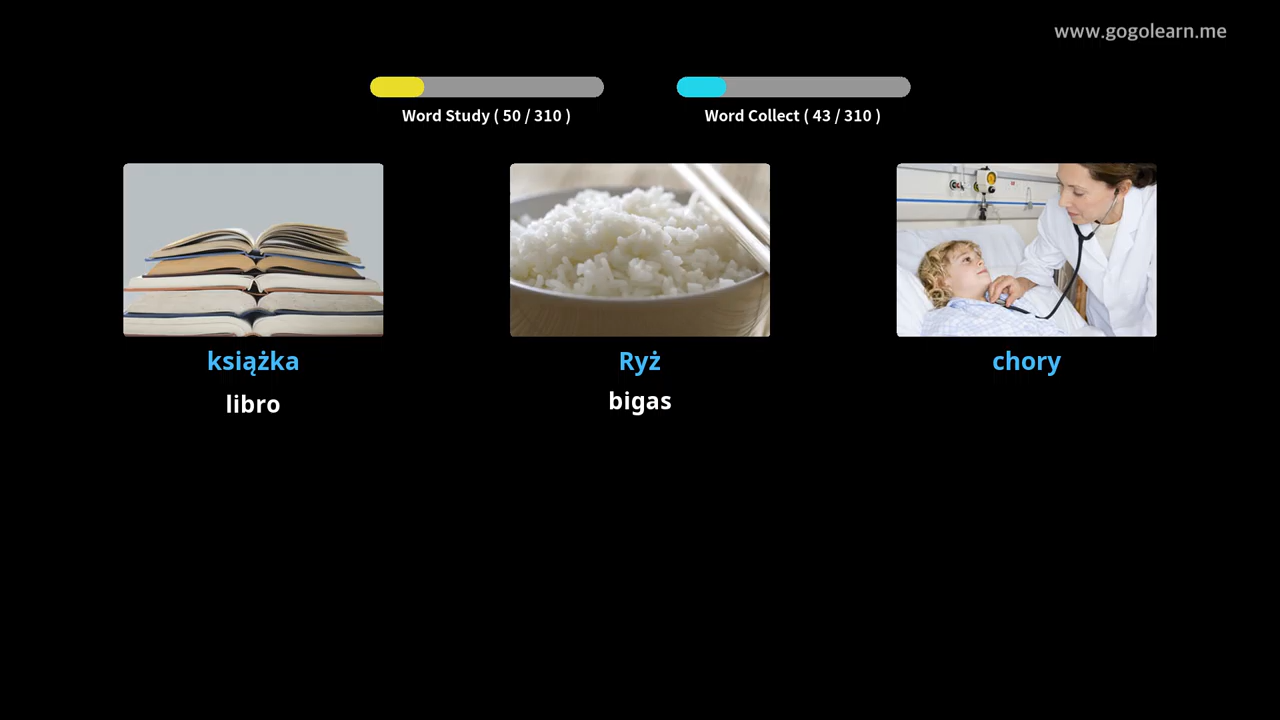 www.gogolearn.me
Word Study ( 50 / 310 )
Word Collect ( 43 / 310 )
książka
Ryż
chory
libro
bigas